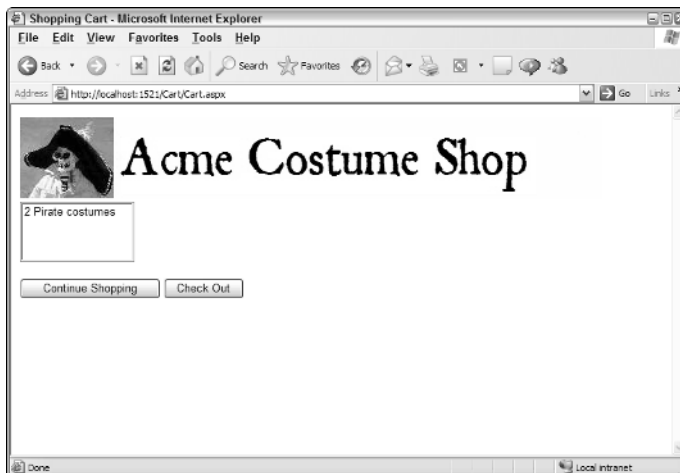 Shopping Cart - Microsoft Internet Explorer
File Edit View Favorites Tools Help
Back Search Favorites
Address http://localhost:1521/Cart/Cart.aspx Go Links
Acme Costume Shop
2 Pirate costumes
Continue Shopping Check Out
Done Local intranet